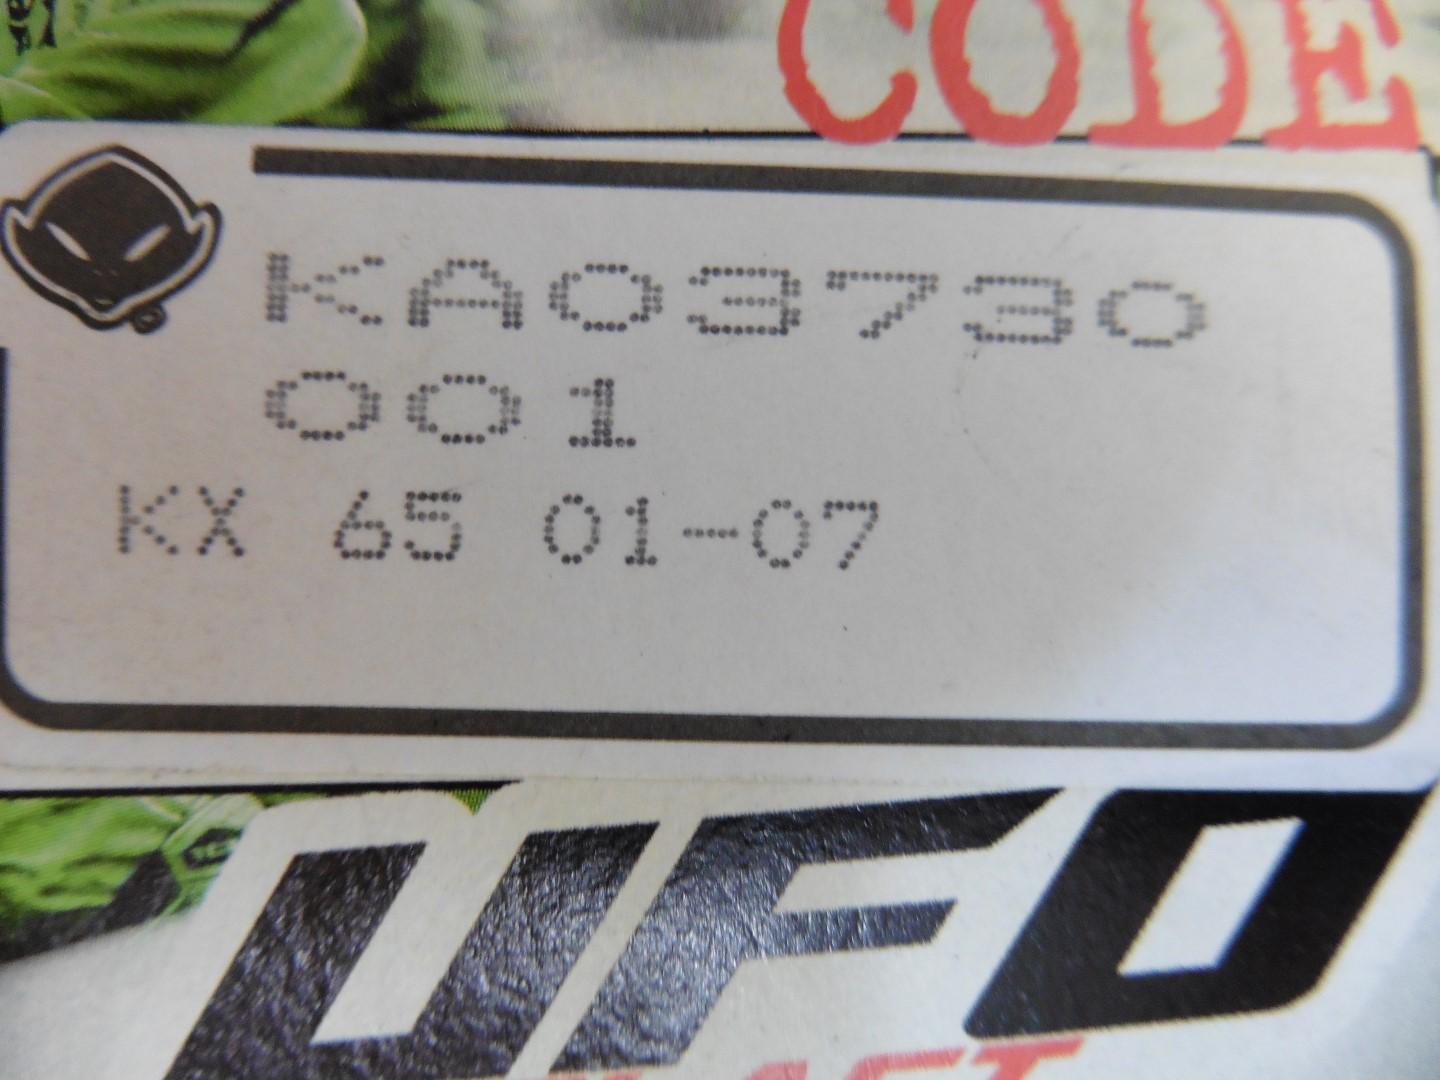 CODE
KA03730
001
KX 65 01-07
UFO